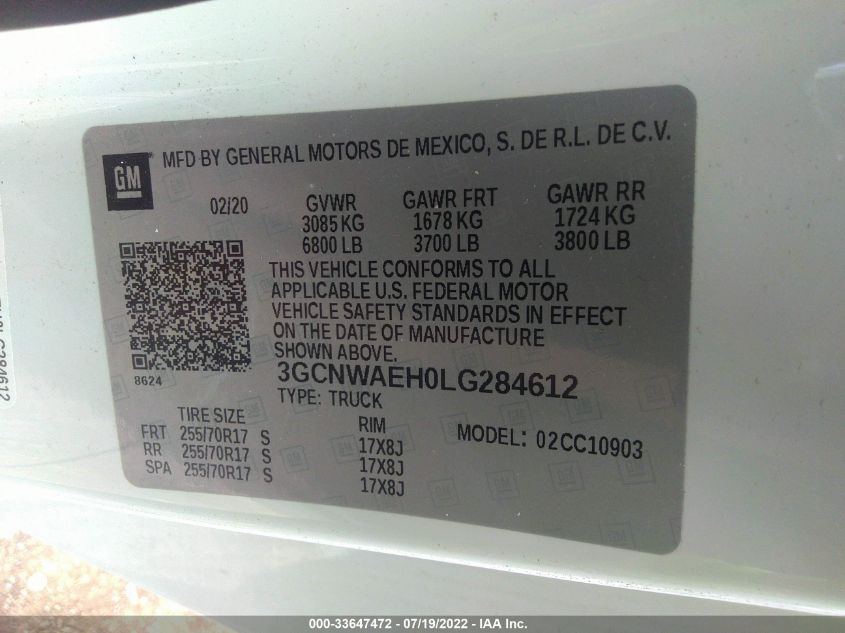 GM
MFD BY GENERAL MOTORS DE MEXICO, S. DE R.L. DE C.V.
02/20 GVWR GAWR FRT GAWR RR
3085 KG 1678 KG 1724 KG
6800 LB 3700 LB 3800 LB
THIS VEHICLE CONFORMS TO ALL
APPLICABLE U.S. FEDERAL MOTOR
VEHICLE SAFETY STANDARDS IN EFFECT
ON THE DATE OF MANUFACTURE
SHOWN ABOVE.
8624
3GCNWAEH0LG284612
TYPE: TRUCK
TIRE SIZE RIM MODEL: 02CC10903
FRT 255/70R17 S 17X8J
RR 255/70R17 S 17X8J
SPA 255/70R17 S 17X8J
000-33647472 - 07/19/2022 - IAA Inc.